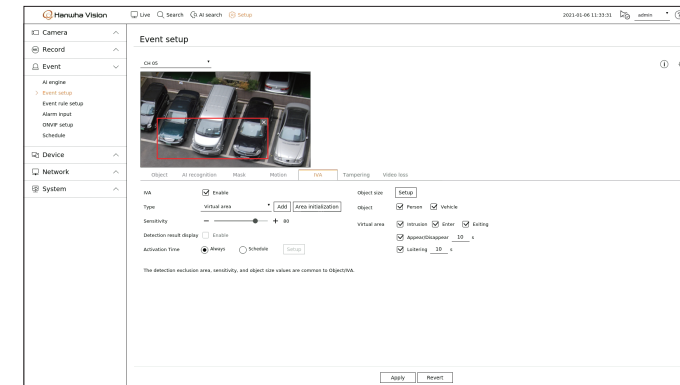 Hanwha Vision
Live Search AI search Setup
2021-01-06 11:33:31 admin
Camera
Record
Event
AI engine
Event setup
Event rule setup
Alarm input
ONVIF setup
Schedule
Device
Network
System
Event setup
CH 05
Object AI recognition Mask Motion IVA Tampering Video loss
IVA Enable
Type Virtual area Add Area initialization
Sensitivity 80
Detection result display Enable
Activation Time Always Schedule Setup
Object size Setup
Object Person Vehicle
Virtual area Intrusion Enter Exiting
Appear/Disappear 10 s
Loitering 10 s
The detection exclusion area, sensitivity, and object size values are common to Object/IVA.
Apply Revert